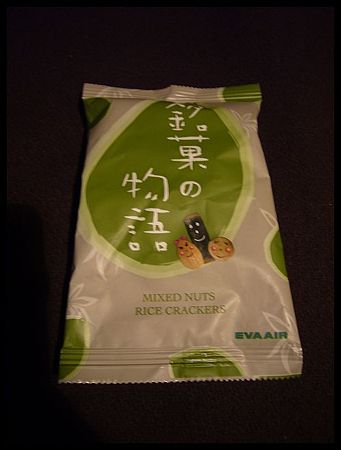 銘菓の
物語
MIXED NUTS
RICE CRACKERS
EVA AIR